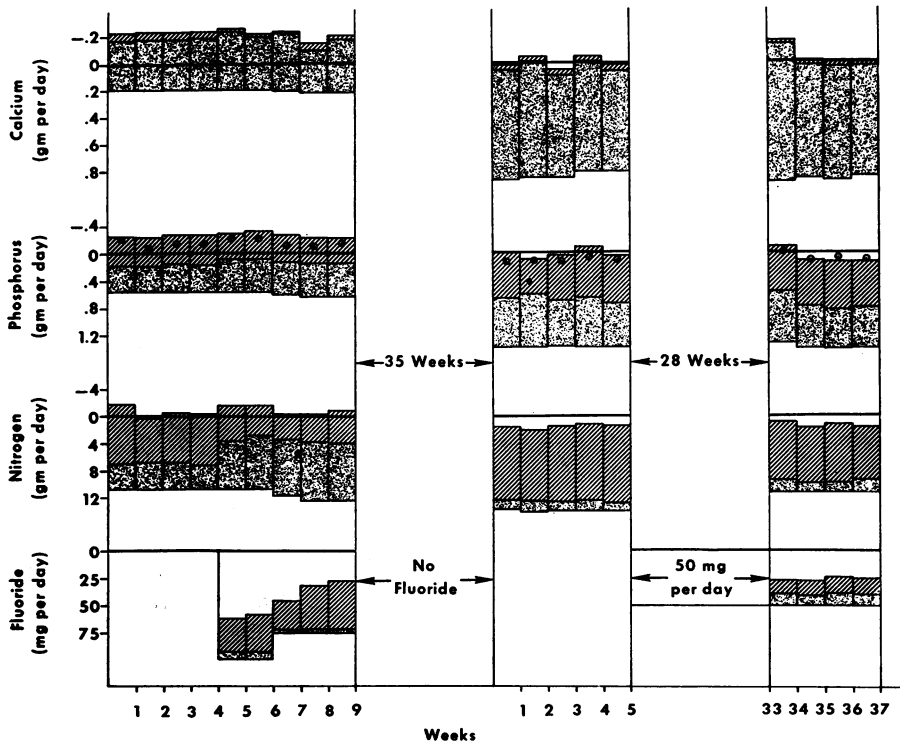 Calcium
(gm per day)
–.2
0
.2
.4
.6
.8
Phosphorus
(gm per day)
–.4
0
.4
.8
1.2
Nitrogen
(gm per day)
–4
0
4
8
12
Fluoride
(mg per day)
0
25
50
75
35 Weeks
28 Weeks
No
Fluoride
50 mg
per day
1 2 3 4 5 6 7 8 9
1 2 3 4 5
33 34 35 36 37
Weeks